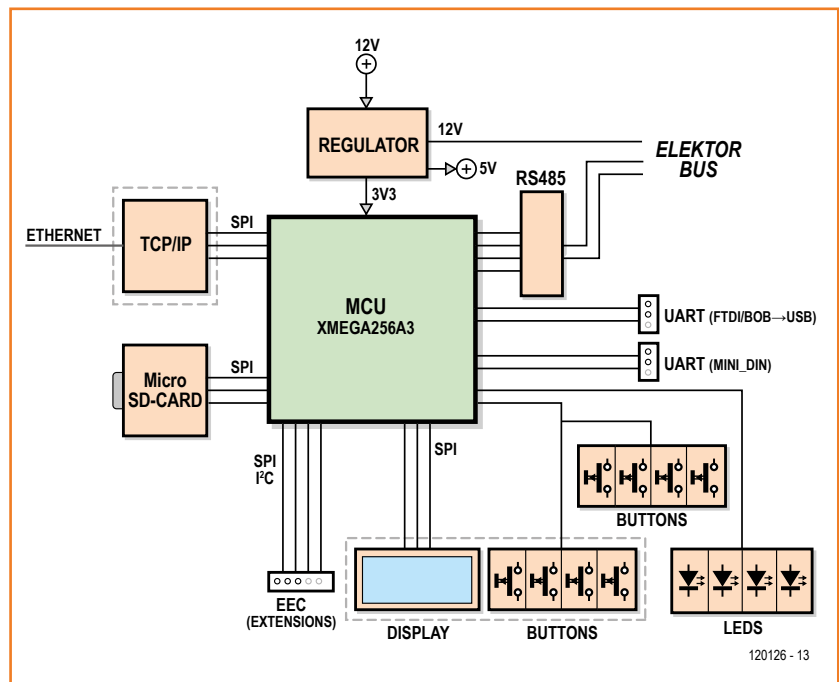 12V
REGULATOR
12V
5V
3V3
ELEKTOR
BUS
RS485
ETHERNET
TCP/IP
SPI
MCU
XMEGA256A3
UART (FTDI/BOB→USB)
UART (MINI_DIN)
Micro
SD-CARD
SPI
SPI
I²C
SPI
BUTTONS
EEC
(EXTENSIONS)
DISPLAY
BUTTONS
LEDS
120126 - 13